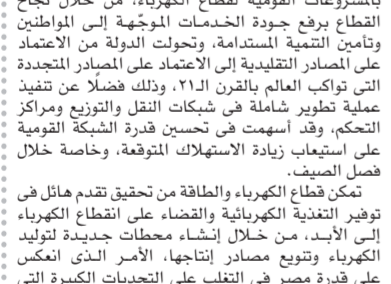 بالمشروعات القومية لقطاع الكهرباء، من خلال نجاح
القطاع برفع جودة الخدمات الموجّهة إلى المواطنين
وتأمين التنمية المستدامة، وتحولت الدولة من الاعتماد
على المصادر التقليدية إلى الاعتماد على المصادر المتجددة
التى تواكب العالم بالقرن الـ٢١، وذلك فضلًا عن تنفيذ
عملية تطوير شاملة فى شبكات النقل والتوزيع ومراكز
التحكم، وقد أسهمت فى تحسين قدرة الشبكة القومية
على استيعاب زيادة الاستهلاك المتوقعة، وخاصة خلال
فصل الصيف.
تمكن قطاع الكهرباء والطاقة من تحقيق تقدم هائل فى
توفير التغذية الكهربائية والقضاء على انقطاع الكهرباء
إلى الأبد، من خلال إنشاء محطات جديدة لتوليد
الكهرباء وتنويع مصادر إنتاجها، الأمر الذى انعكس
على قدرة مصر فى التغلب على التحديات الكبيرة التى